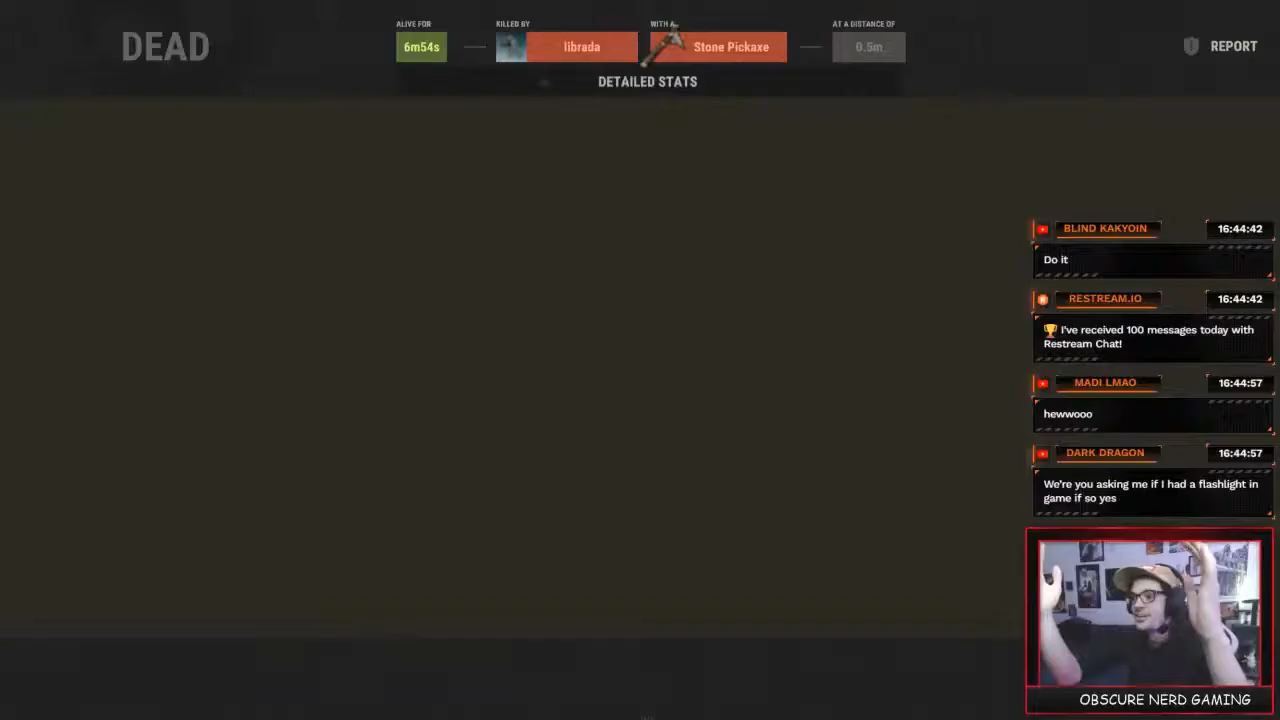 DEAD
ALIVE FOR
6m54s
KILLED BY
librada
WITH A
Stone Pickaxe
AT A DISTANCE OF
0.5m
REPORT
DETAILED STATS
BLIND KAKYOIN
16:44:42
Do it
RESTREAM.IO
16:44:42
🏆 I've received 100 messages today with
Restream Chat!
MADI LMAO
16:44:57
hewwooo
DARK DRAGON
16:44:57
We're you asking me if I had a flashlight in
game if so yes
OBSCURE NERD GAMING